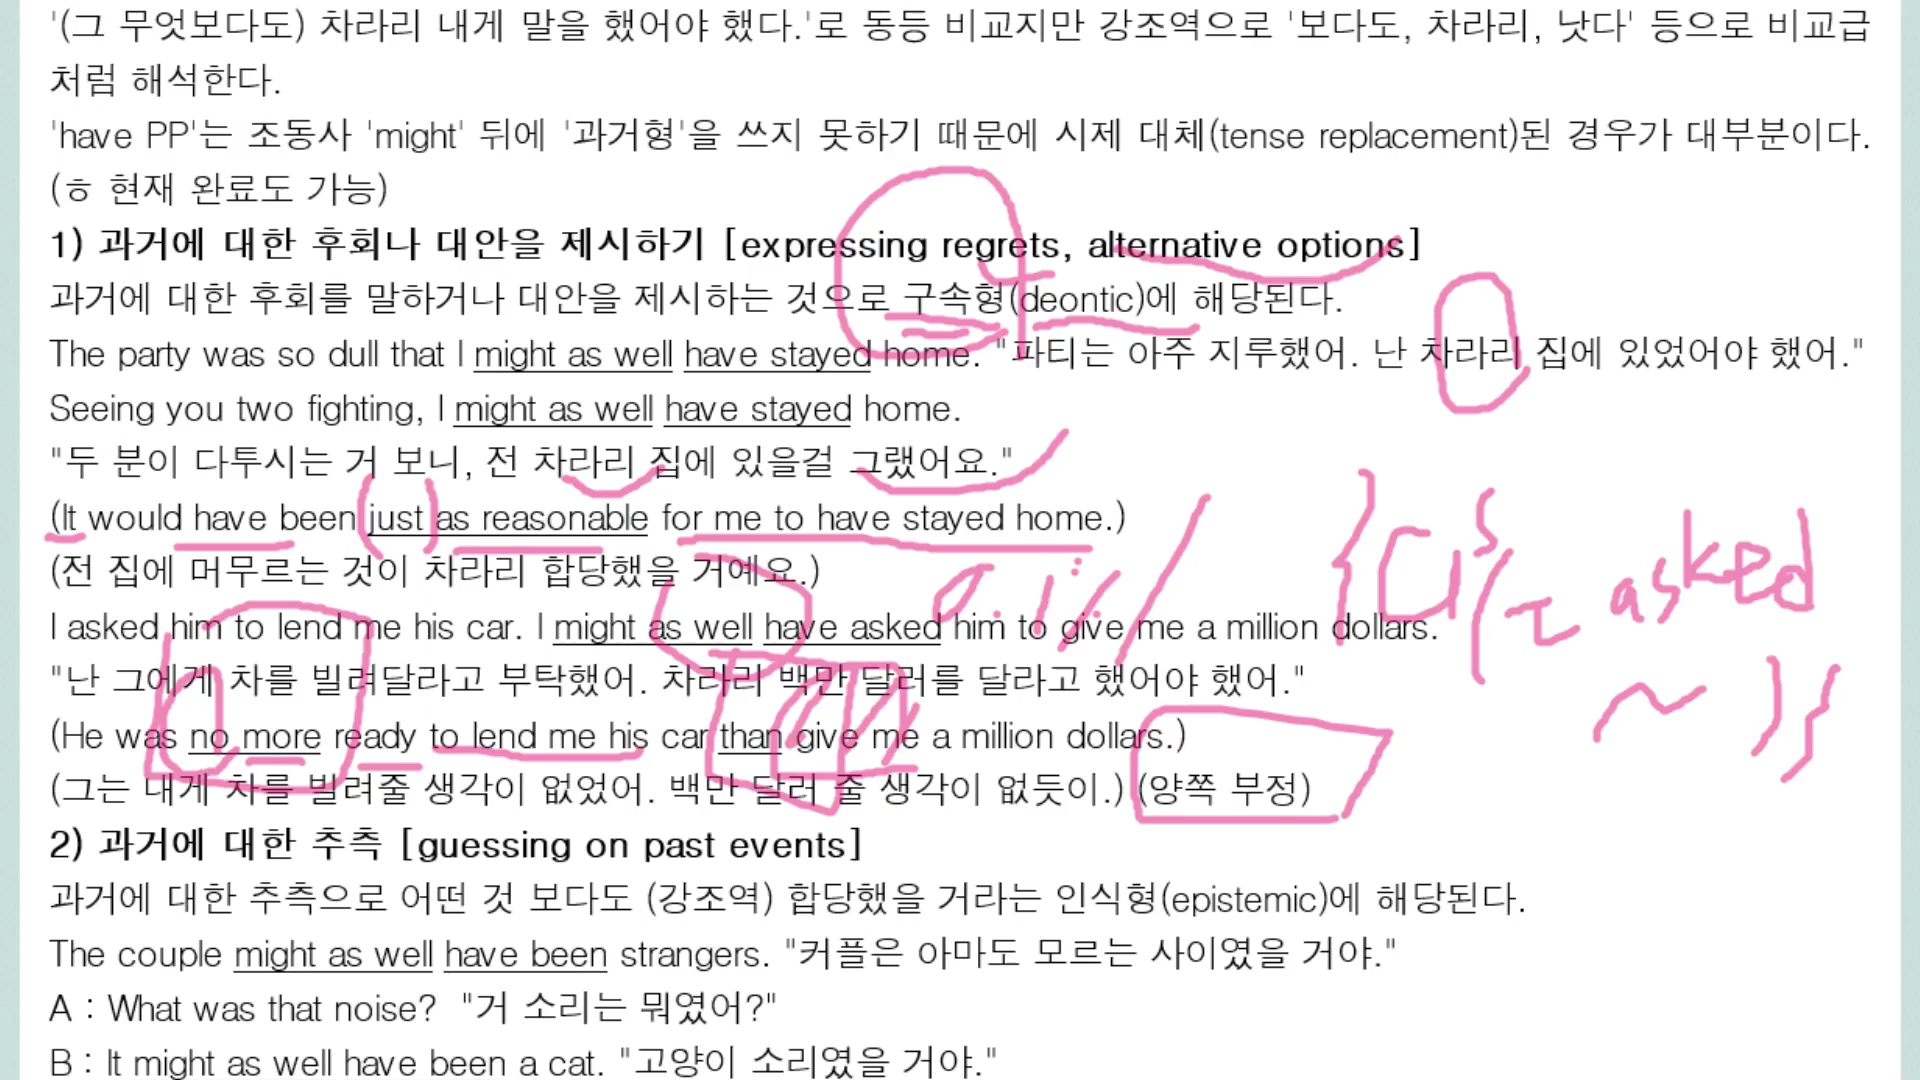 '(그 무엇보다도) 차라리 내게 말을 했어야 했다.'로 동등 비교지만 강조역으로 '보다도, 차라리, 낫다' 등으로 비교급
처럼 해석한다.
'have PP'는 조동사 'might' 뒤에 '과거형'을 쓰지 못하기 때문에 시제 대체(tense replacement)된 경우가 대부분이다.
(ㅎ 현재 완료도 가능)
1) 과거에 대한 후회나 대안을 제시하기 [expressing regrets, alternative options]
과거에 대한 후회를 말하거나 대안을 제시하는 것으로 구속형(deontic)에 해당된다.
The party was so dull that I might as well have stayed home. "파티는 아주 지루했어. 난 차라리 집에 있었어야 했어."
Seeing you two fighting, I might as well have stayed home.
"두 분이 다투시는 거 보니, 전 차라리 집에 있을걸 그랬어요."
(It would have been just as reasonable for me to have stayed home.)
(전 집에 머무르는 것이 차라리 합당했을 거예요.)
0.1%
asked
I asked him to lend me his car. I might as well have asked him to give me a million dollars.
"난 그에게 차를 빌려달라고 부탁했어. 차라리 백만 달러를 달라고 했어야 했어."
(He was no more ready to lend me his car than give me a million dollars.)
(그는 내게 차를 빌려줄 생각이 없었어. 백만 달러 줄 생각이 없듯이.) (양쪽 부정)
2) 과거에 대한 추측 [guessing on past events]
과거에 대한 추측으로 어떤 것 보다도 (강조역) 합당했을 거라는 인식형(epistemic)에 해당된다.
The couple might as well have been strangers. "커플은 아마도 모르는 사이였을 거야."
A : What was that noise? "거 소리는 뭐였어?"
B : It might as well have been a cat. "고양이 소리였을 거야."